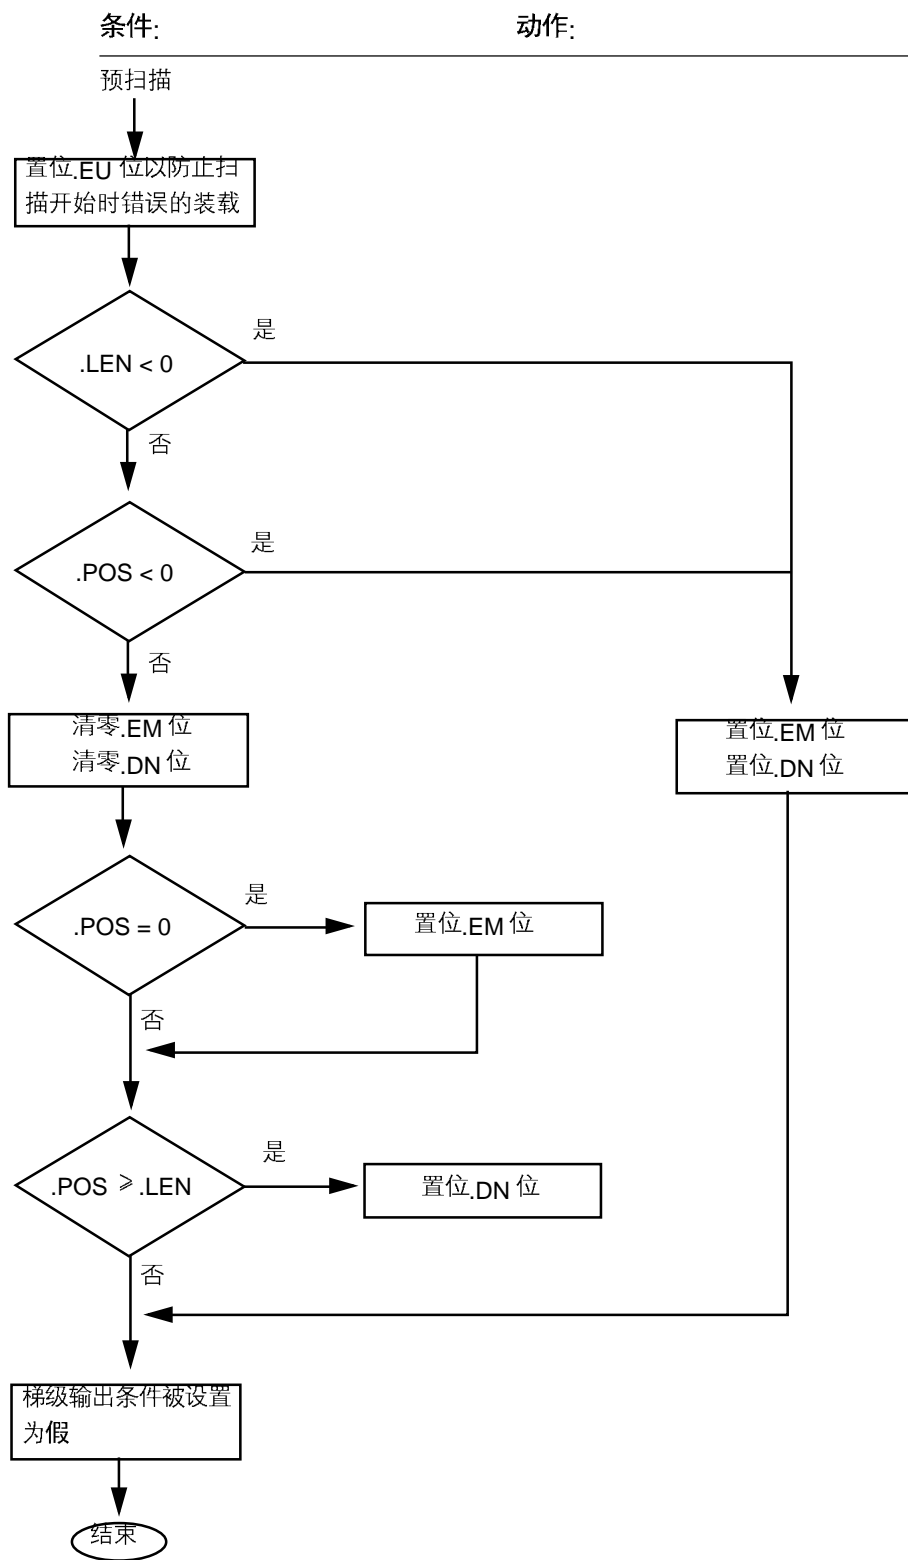 条件:
动作:
预扫描
置位.EU 位以防止扫
描开始时错误的装载
是
.LEN < 0
否
是
.POS < 0
否
清零.EM 位
清零.DN 位
置位.EM 位
置位.DN 位
是
.POS = 0
置位.EM 位
否
是
.POS ⩾ .LEN
置位.DN 位
否
梯级输出条件被设置
为假
结束